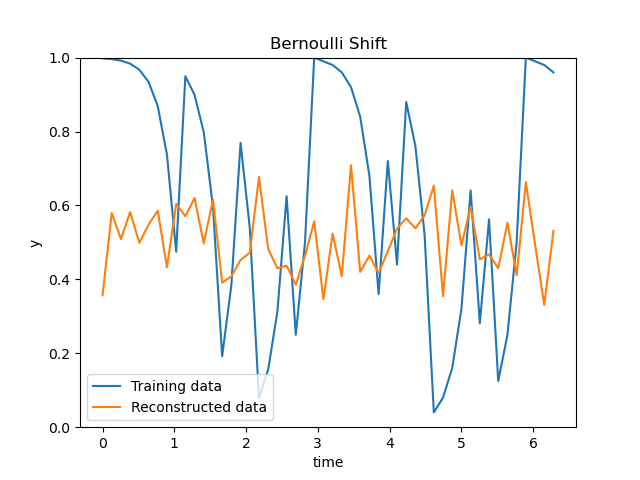 Bernoulli Shift
1.0
0.8
0.6
0.4
0.2
0.0
y
Training data
Reconstructed data
0 1 2 3 4 5 6
time